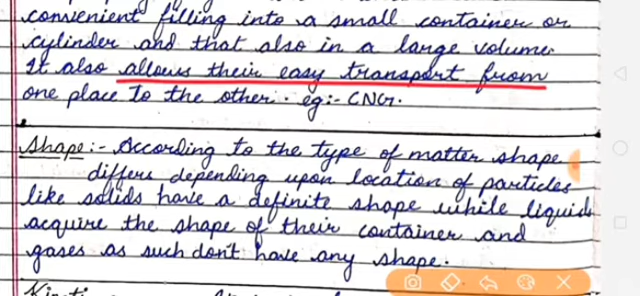 convenient filling into a small container or
cylinder and that also in a large volume.
It also allows their easy transport from
one place To the other. eg:- CNG.
Shape:- According to the type of matter shape
differs depending upon location of particles
like solids have a definite shape while liquids
acquire the shape of their container and
gases as such don't have any shape.